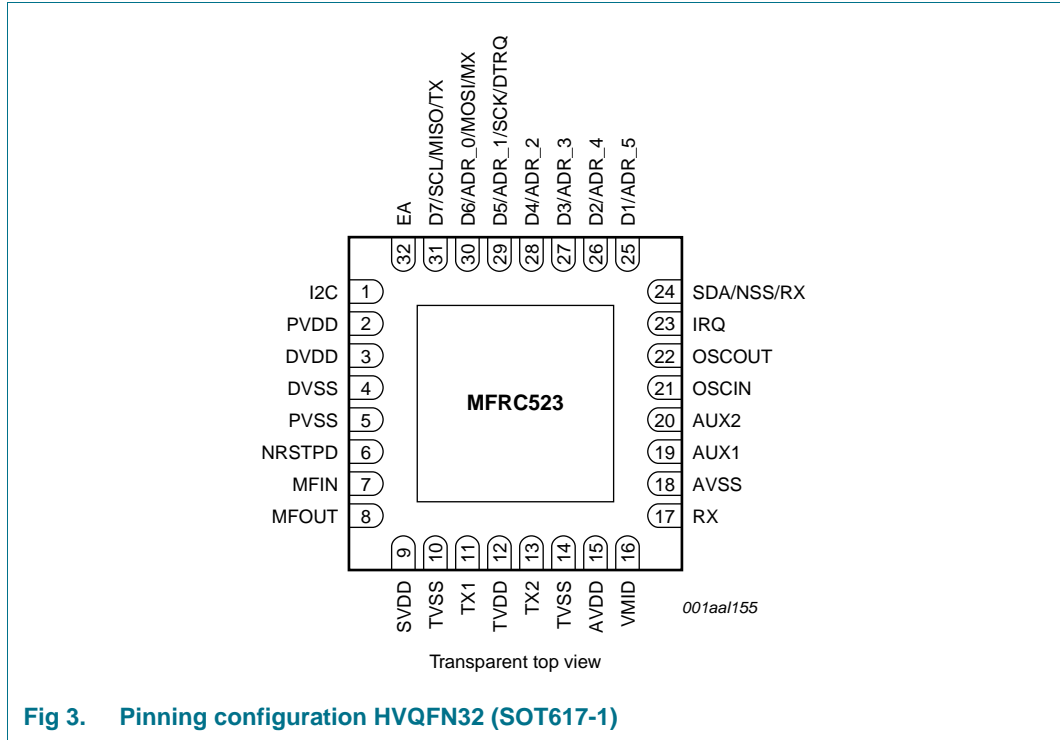 EA
D7/SCL/MISO/TX
D6/ADR_0/MOSI/MX
D5/ADR_1/SCK/DTRQ
D4/ADR_2
D3/ADR_3
D2/ADR_4
D1/ADR_5
32
31
30
29
28
27
26
25
I2C 1
PVDD 2
DVDD 3
DVSS 4
PVSS 5
NRSTPD 6
MFIN 7
MFOUT 8
MFRC523
24 SDA/NSS/RX
23 IRQ
22 OSCOUT
21 OSCIN
20 AUX2
19 AUX1
18 AVSS
17 RX
9
10
11
12
13
14
15
16
SVDD
TVSS
TX1
TVDD
TX2
TVSS
AVDD
VMID
001aal155
Transparent top view
Fig 3. Pinning configuration HVQFN32 (SOT617-1)